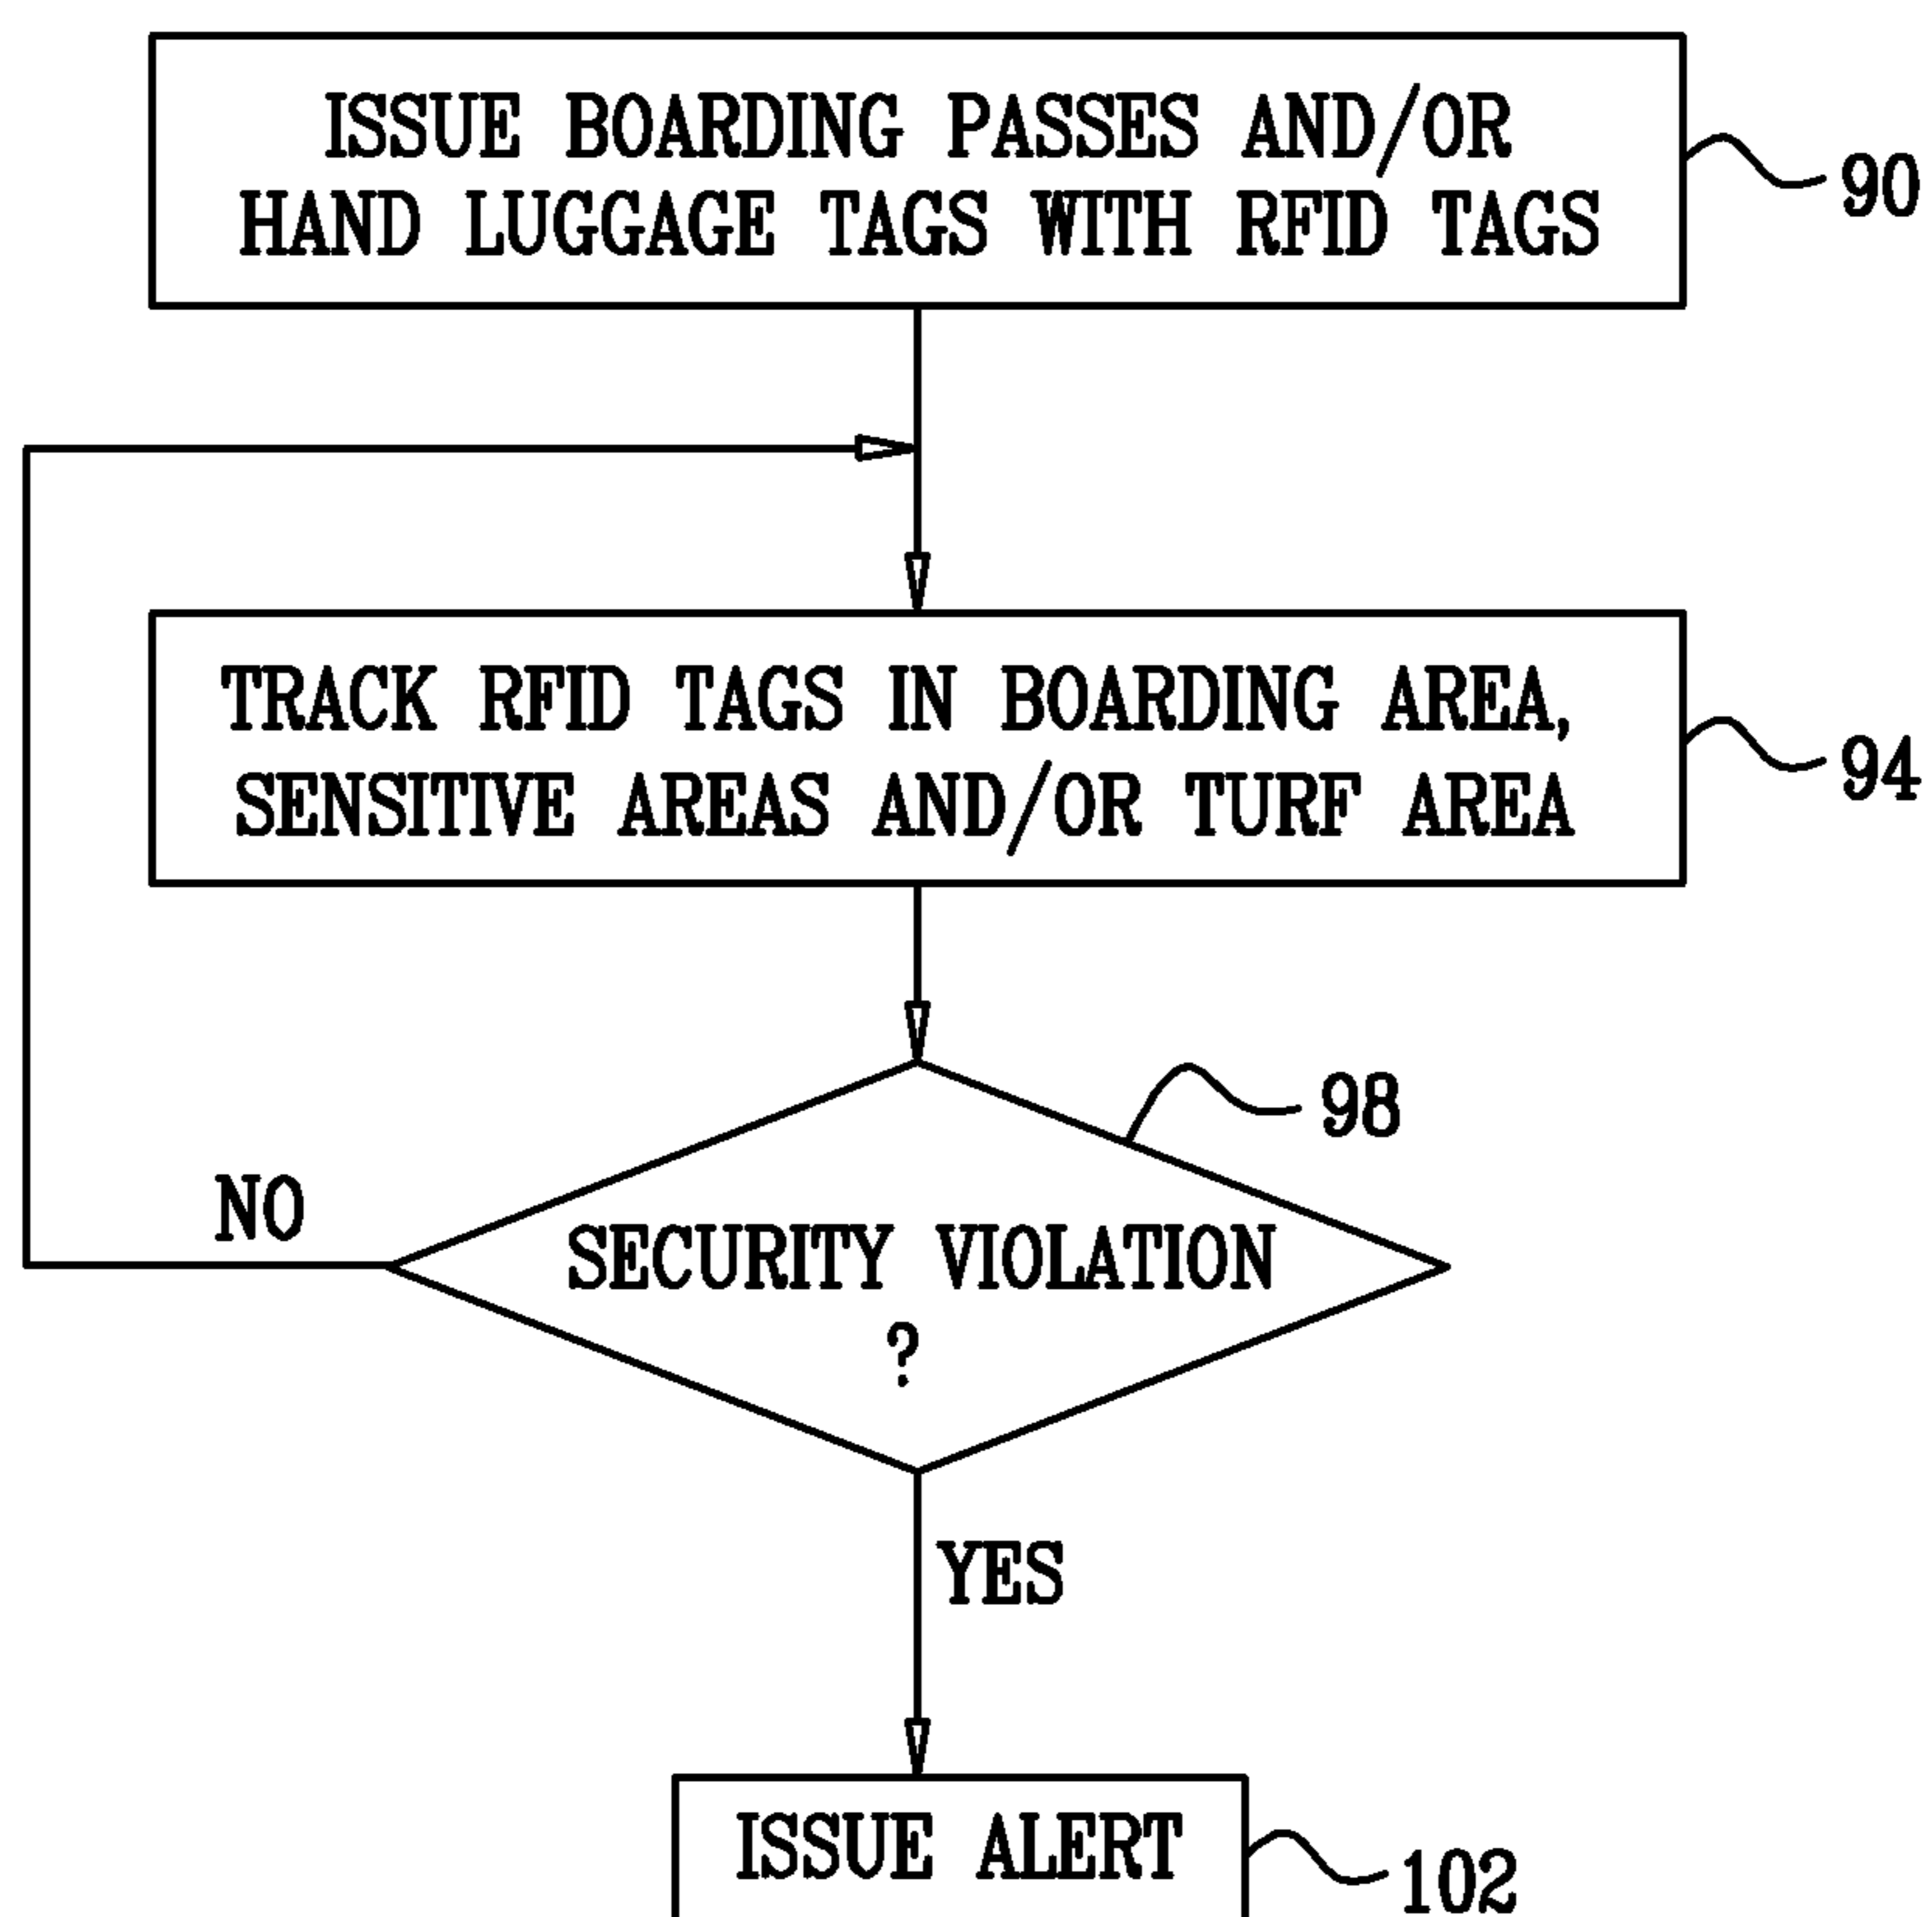 ISSUE BOARDING PASSES AND/OR
HAND LUGGAGE TAGS WITH RFID TAGS
90
TRACK RFID TAGS IN BOARDING AREA,
SENSITIVE AREAS AND/OR TURF AREA
94
98
NO
SECURITY VIOLATION
?
YES
ISSUE ALERT
102